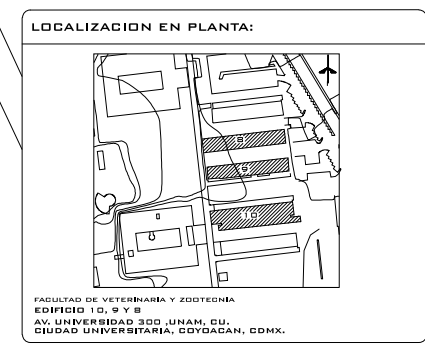 LOCALIZACION EN PLANTA:
8
9
10
FACULTAD DE VETERINARIA Y ZOOTECNIA
EDIFICIO 10, 9 Y 8
AV. UNIVERSIDAD 300 ,UNAM, CU.
CIUDAD UNIVERSITARIA, COYOACAN, CDMX.